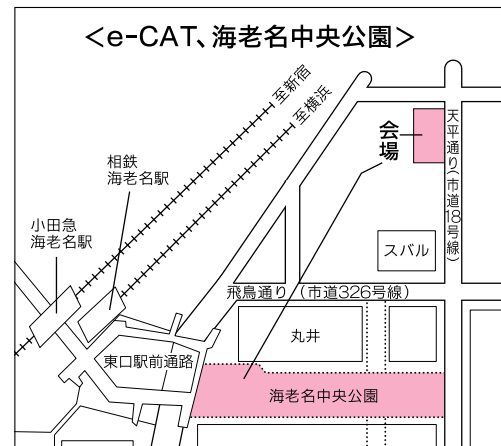 ＜e-CAT、海老名中央公園＞
至新宿
至横浜
会場
天平通り(市道18号線)
相鉄
海老名駅
小田急
海老名駅
スバル
飛鳥通り (市道326号線)
丸井
東口駅前通路
海老名中央公園